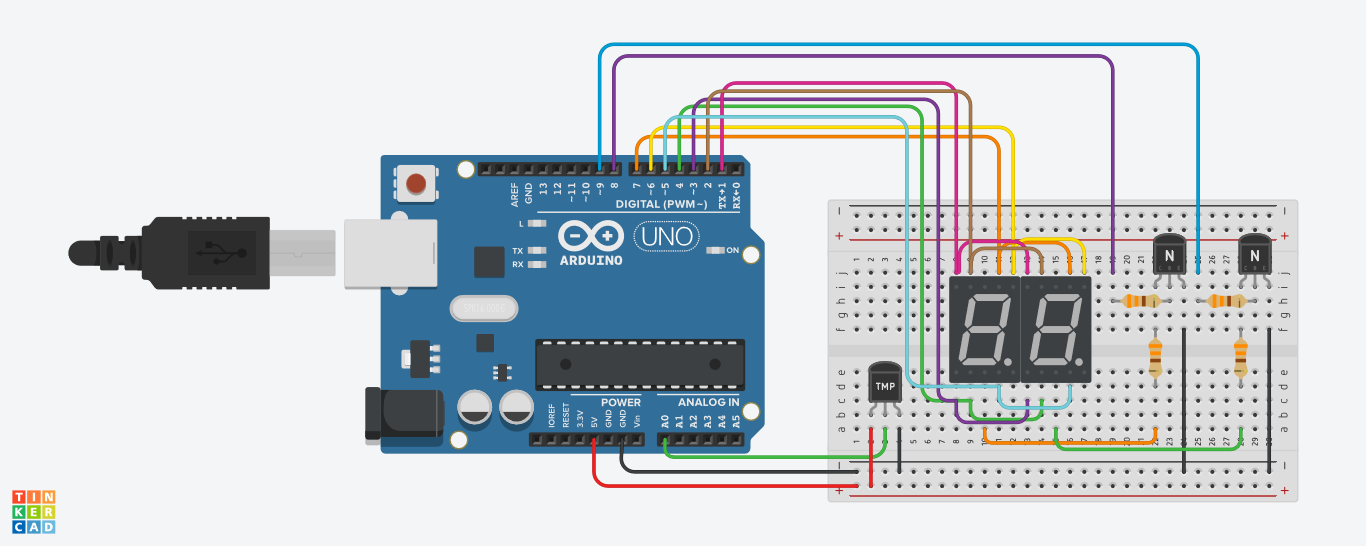 AREF
GND
13
12
~11
~10
~9
8
7
~6
~5
4
~3
2
TX→1
RX←0
DIGITAL (PWM~)
L
TX
RX
UNO
ON
ARDUINO
POWER
ANALOG IN
IOREF
RESET
3.3V
5V
GND
GND
Vin
A0
A1
A2
A3
A4
A5
TMP
N
N
TIN
KER
CAD